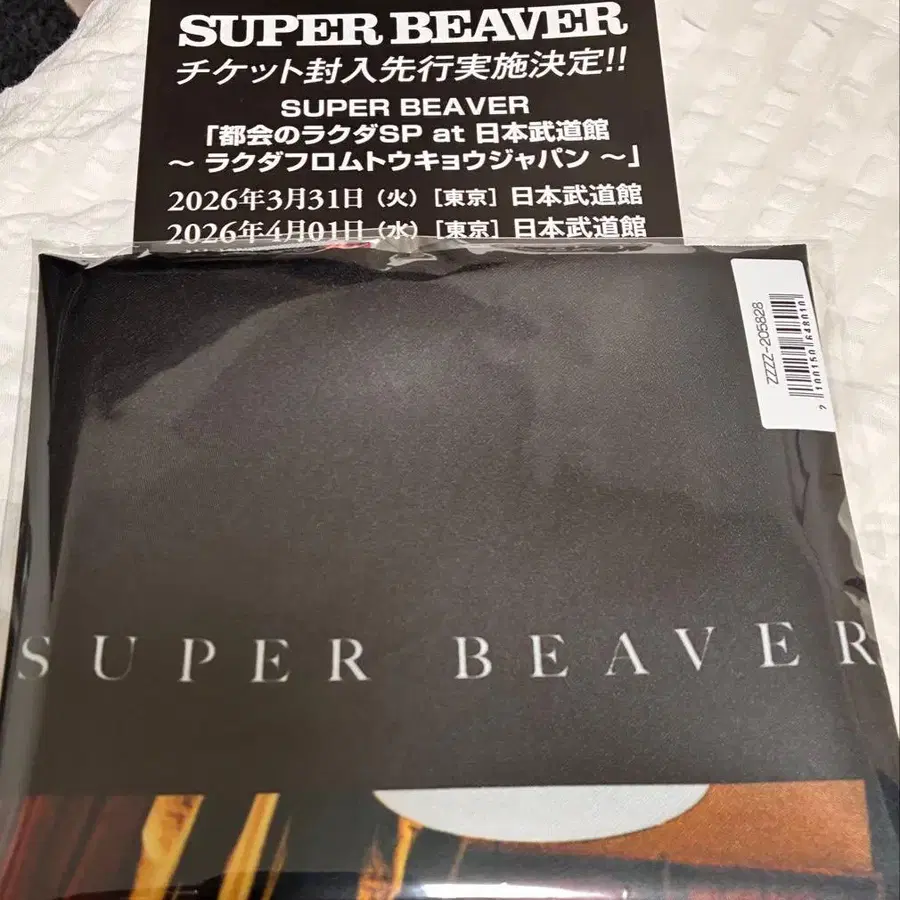 SUPER BEAVER
チケット封入先行実施決定!!
SUPER BEAVER
「都会のラクダSP at 日本武道館
～ ラクダフロムトウキョウジャパン ～」
2026年3月31日（火）［東京］日本武道館
2026年4月01日（水）［東京］日本武道館
ZZZZ-205828
2100150648010
SUPER BEAVER